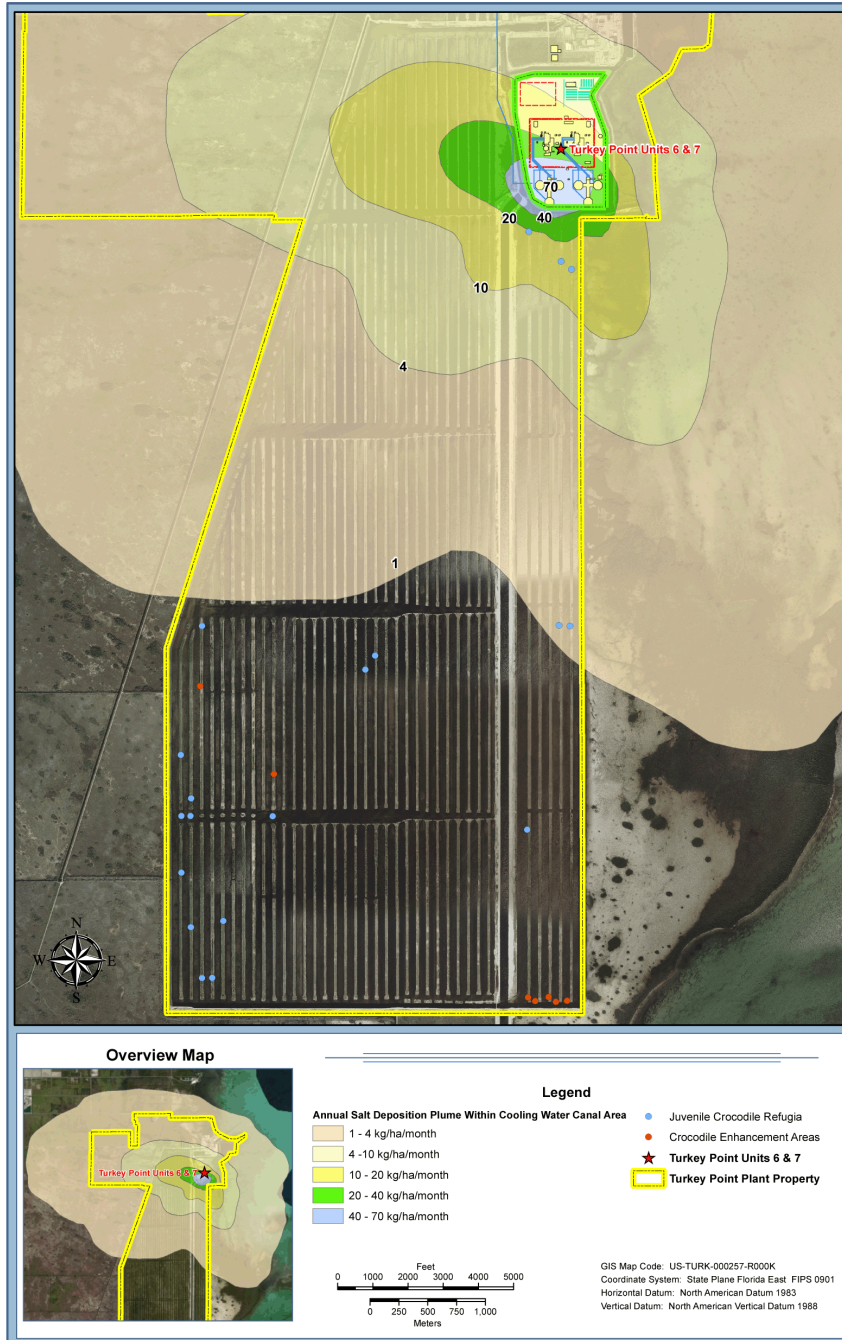 Turkey Point Units 6 & 7
70
20
40
10
4
1
N
W
E
S
Overview Map
Turkey Point Units 6 & 7
Legend
Annual Salt Deposition Plume Within Cooling Water Canal Area
1 - 4 kg/ha/month
4 -10 kg/ha/month
10 - 20 kg/ha/month
20 - 40 kg/ha/month
40 - 70 kg/ha/month
Juvenile Crocodile Refugia
Crocodile Enhancement Areas
Turkey Point Units 6 & 7
Turkey Point Plant Property
Feet
0 1000 2000 3000 4000 5000
0 250 500 750 1,000
Meters
GIS Map Code: US-TURK-000257-R000K
Coordinate System: State Plane Florida East FIPS 0901
Horizontal Datum: North American Datum 1983
Vertical Datum: North American Vertical Datum 1988